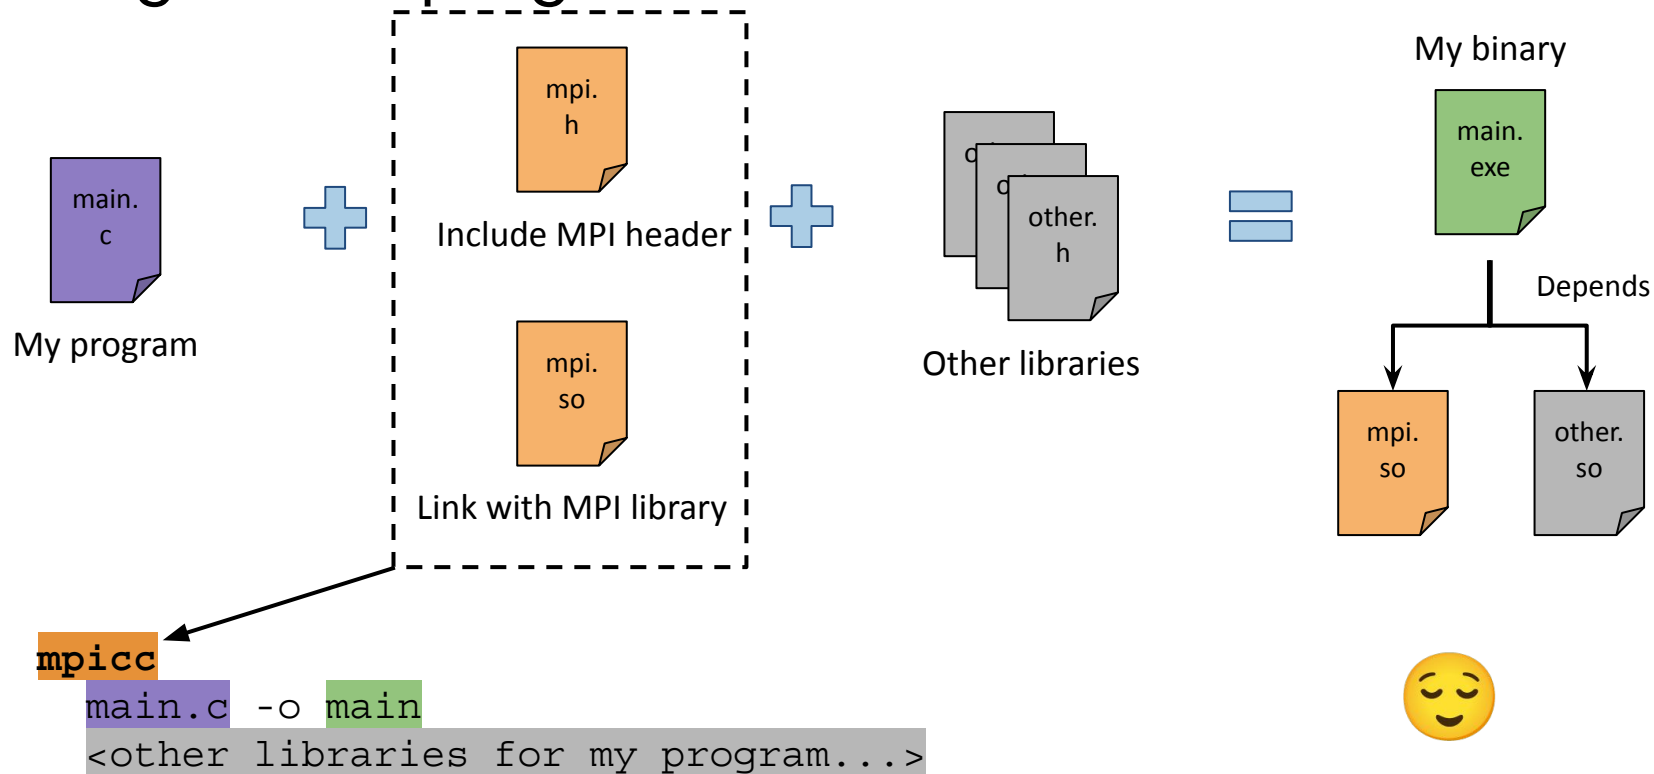 My binary
mpi.
h
main.
exe
main.
c
other.
h
Include MPI header
Depends
My program
mpi.
so
Other libraries
mpi.
so
other.
so
Link with MPI library
mpicc
main.c -o main
<other libraries for my program...>